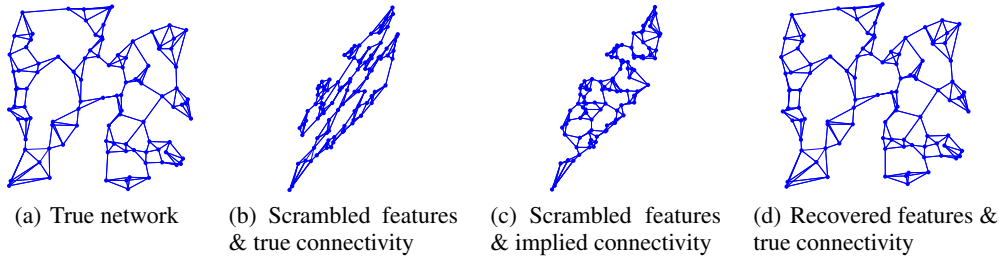 (a) True network
(b) Scrambled features
& true connectivity
(c) Scrambled features
& implied connectivity
(d) Recovered features &
true connectivity